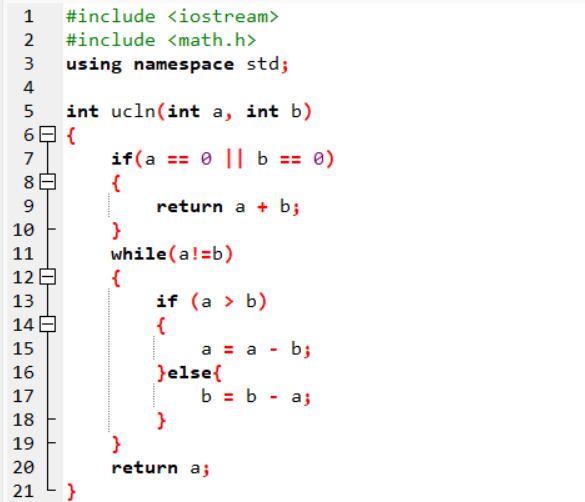 1 #include <iostream>
2 #include <math.h>
3 using namespace std;
4
5 int ucln(int a, int b)
6 {
7 if(a == 0 || b == 0)
8 {
9 return a + b;
10 }
11 while(a!=b)
12 {
13 if (a > b)
14 {
15 a = a - b;
16 }else{
17 b = b - a;
18 }
19 }
20 return a;
21 }